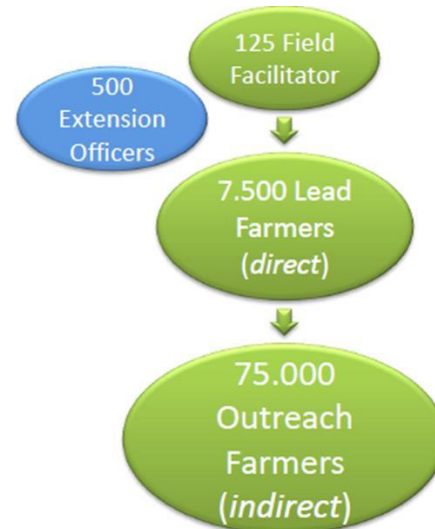 125 Field
Facilitator
500
Extension
Officers
7.500 Lead
Farmers
(direct)
75.000
Outreach
Farmers
(indirect)